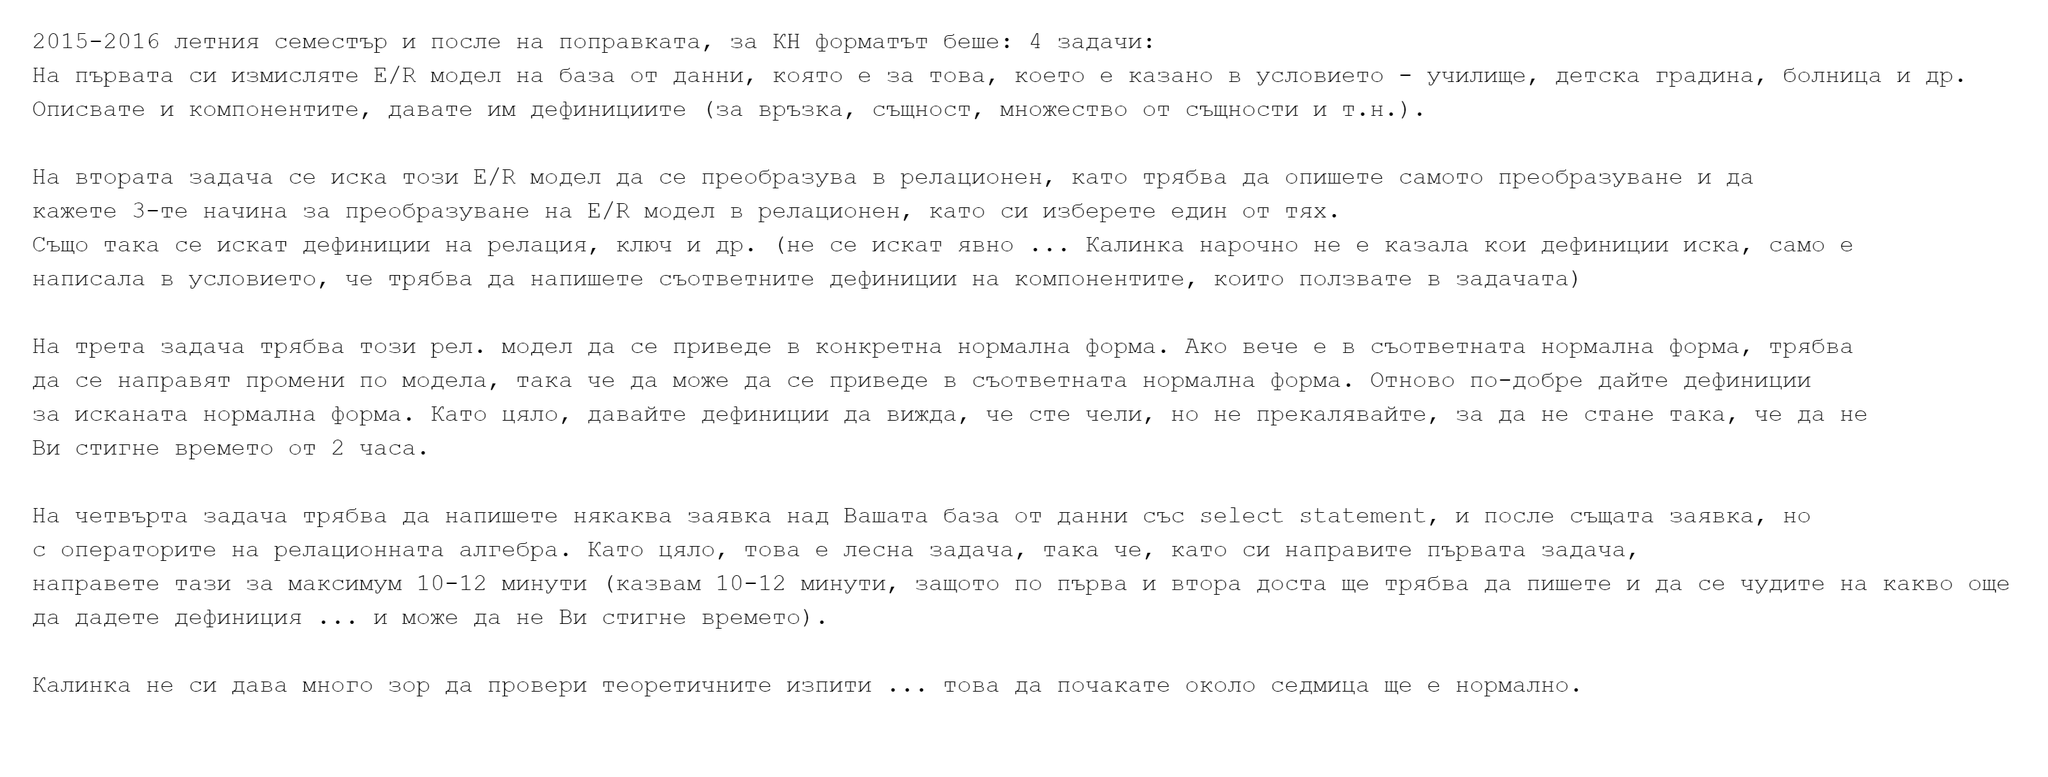 2015-2016 летния семестър и после на поправката, за КН форматът беше: 4 задачи:
На първата си измисляте E/R модел на база от данни, която е за това, което е казано в условието - училище, детска градина, болница и др.
Описвате и компонентите, давате им дефинициите (за връзка, същност, множество от същности и т.н.).

На втората задача се иска този E/R модел да се преобразува в релационен, като трябва да опишете самото преобразуване и да
кажете 3-те начина за преобразуване на E/R модел в релационен, като си изберете един от тях.
Също така се искат дефиниции на релация, ключ и др. (не се искат явно ... Калинка нарочно не е казала кои дефиниции иска, само е
написала в условието, че трябва да напишете съответните дефиниции на компонентите, които ползвате в задачата)

На трета задача трябва този рел. модел да се приведе в конкретна нормална форма. Ако вече е в съответната нормална форма, трябва
да се направят промени по модела, така че да може да се приведе в съответната нормална форма. Отново по-добре дайте дефиниции
за исканата нормална форма. Като цяло, давайте дефиниции да вижда, че сте чели, но не прекалявайте, за да не стане така, че да не
Ви стигне времето от 2 часа.

На четвърта задача трябва да напишете някаква заявка над Вашата база от данни със select statement, и после същата заявка, но
с операторите на релационната алгебра. Като цяло, това е лесна задача, така че, като си направите първата задача,
направете тази за максимум 10-12 минути (казвам 10-12 минути, защото по първа и втора доста ще трябва да пишете и да се чудите на какво още
да дадете дефиниция ... и може да не Ви стигне времето).

Калинка не си дава много зор да провери теоретичните изпити ... това да почакате около седмица ще е нормално.